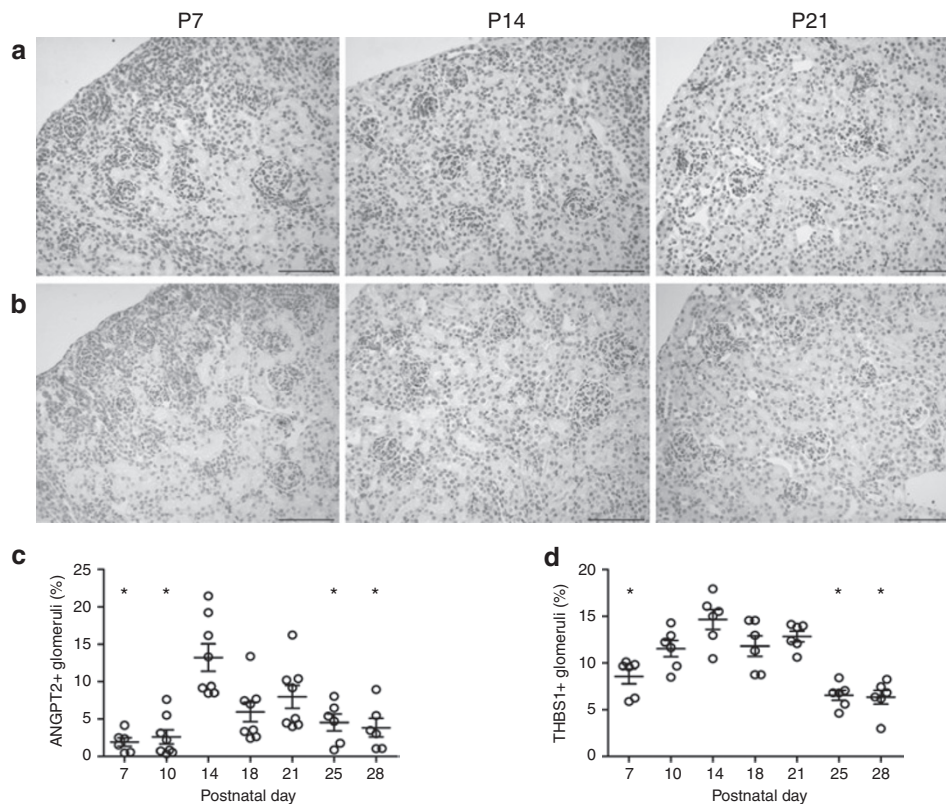 P7 P14 P21
a
b
c
ANGPT2+ glomeruli (%)
25
20
15
10
5
0
* * * *
7 10 14 18 21 25 28
Postnatal day
d
THBS1+ glomeruli (%)
20
15
10
5
0
* * *
7 10 14 18 21 25 28
Postnatal day